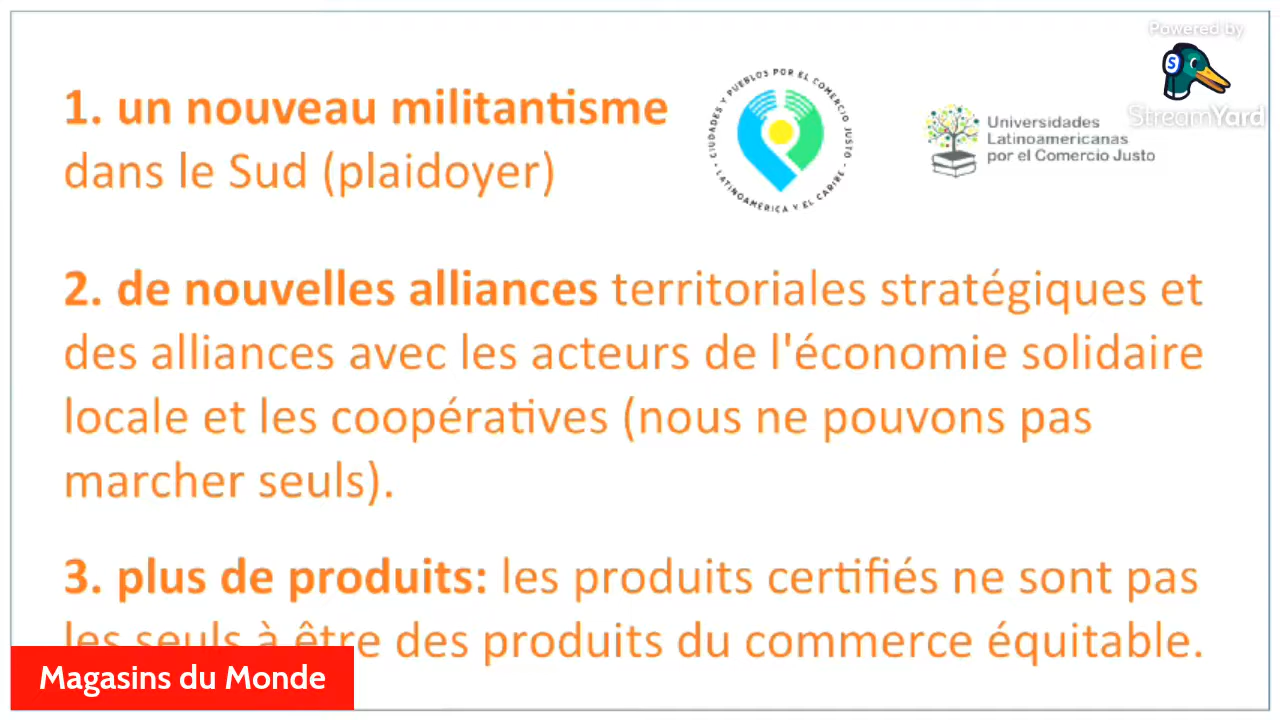 Powered by
StreamYard
1. un nouveau militantisme
dans le Sud (plaidoyer)
CIUDADES Y PUEBLOS POR EL COMERCIO JUSTO
LATINOAMERICA Y EL CARIBE
Universidades
Latinoamericanas
por el Comercio Justo
2. de nouvelles alliances territoriales stratégiques et
des alliances avec les acteurs de l'économie solidaire
locale et les coopératives (nous ne pouvons pas
marcher seuls).
3. plus de produits: les produits certifiés ne sont pas
les seuls à être des produits du commerce équitable.
Magasins du Monde